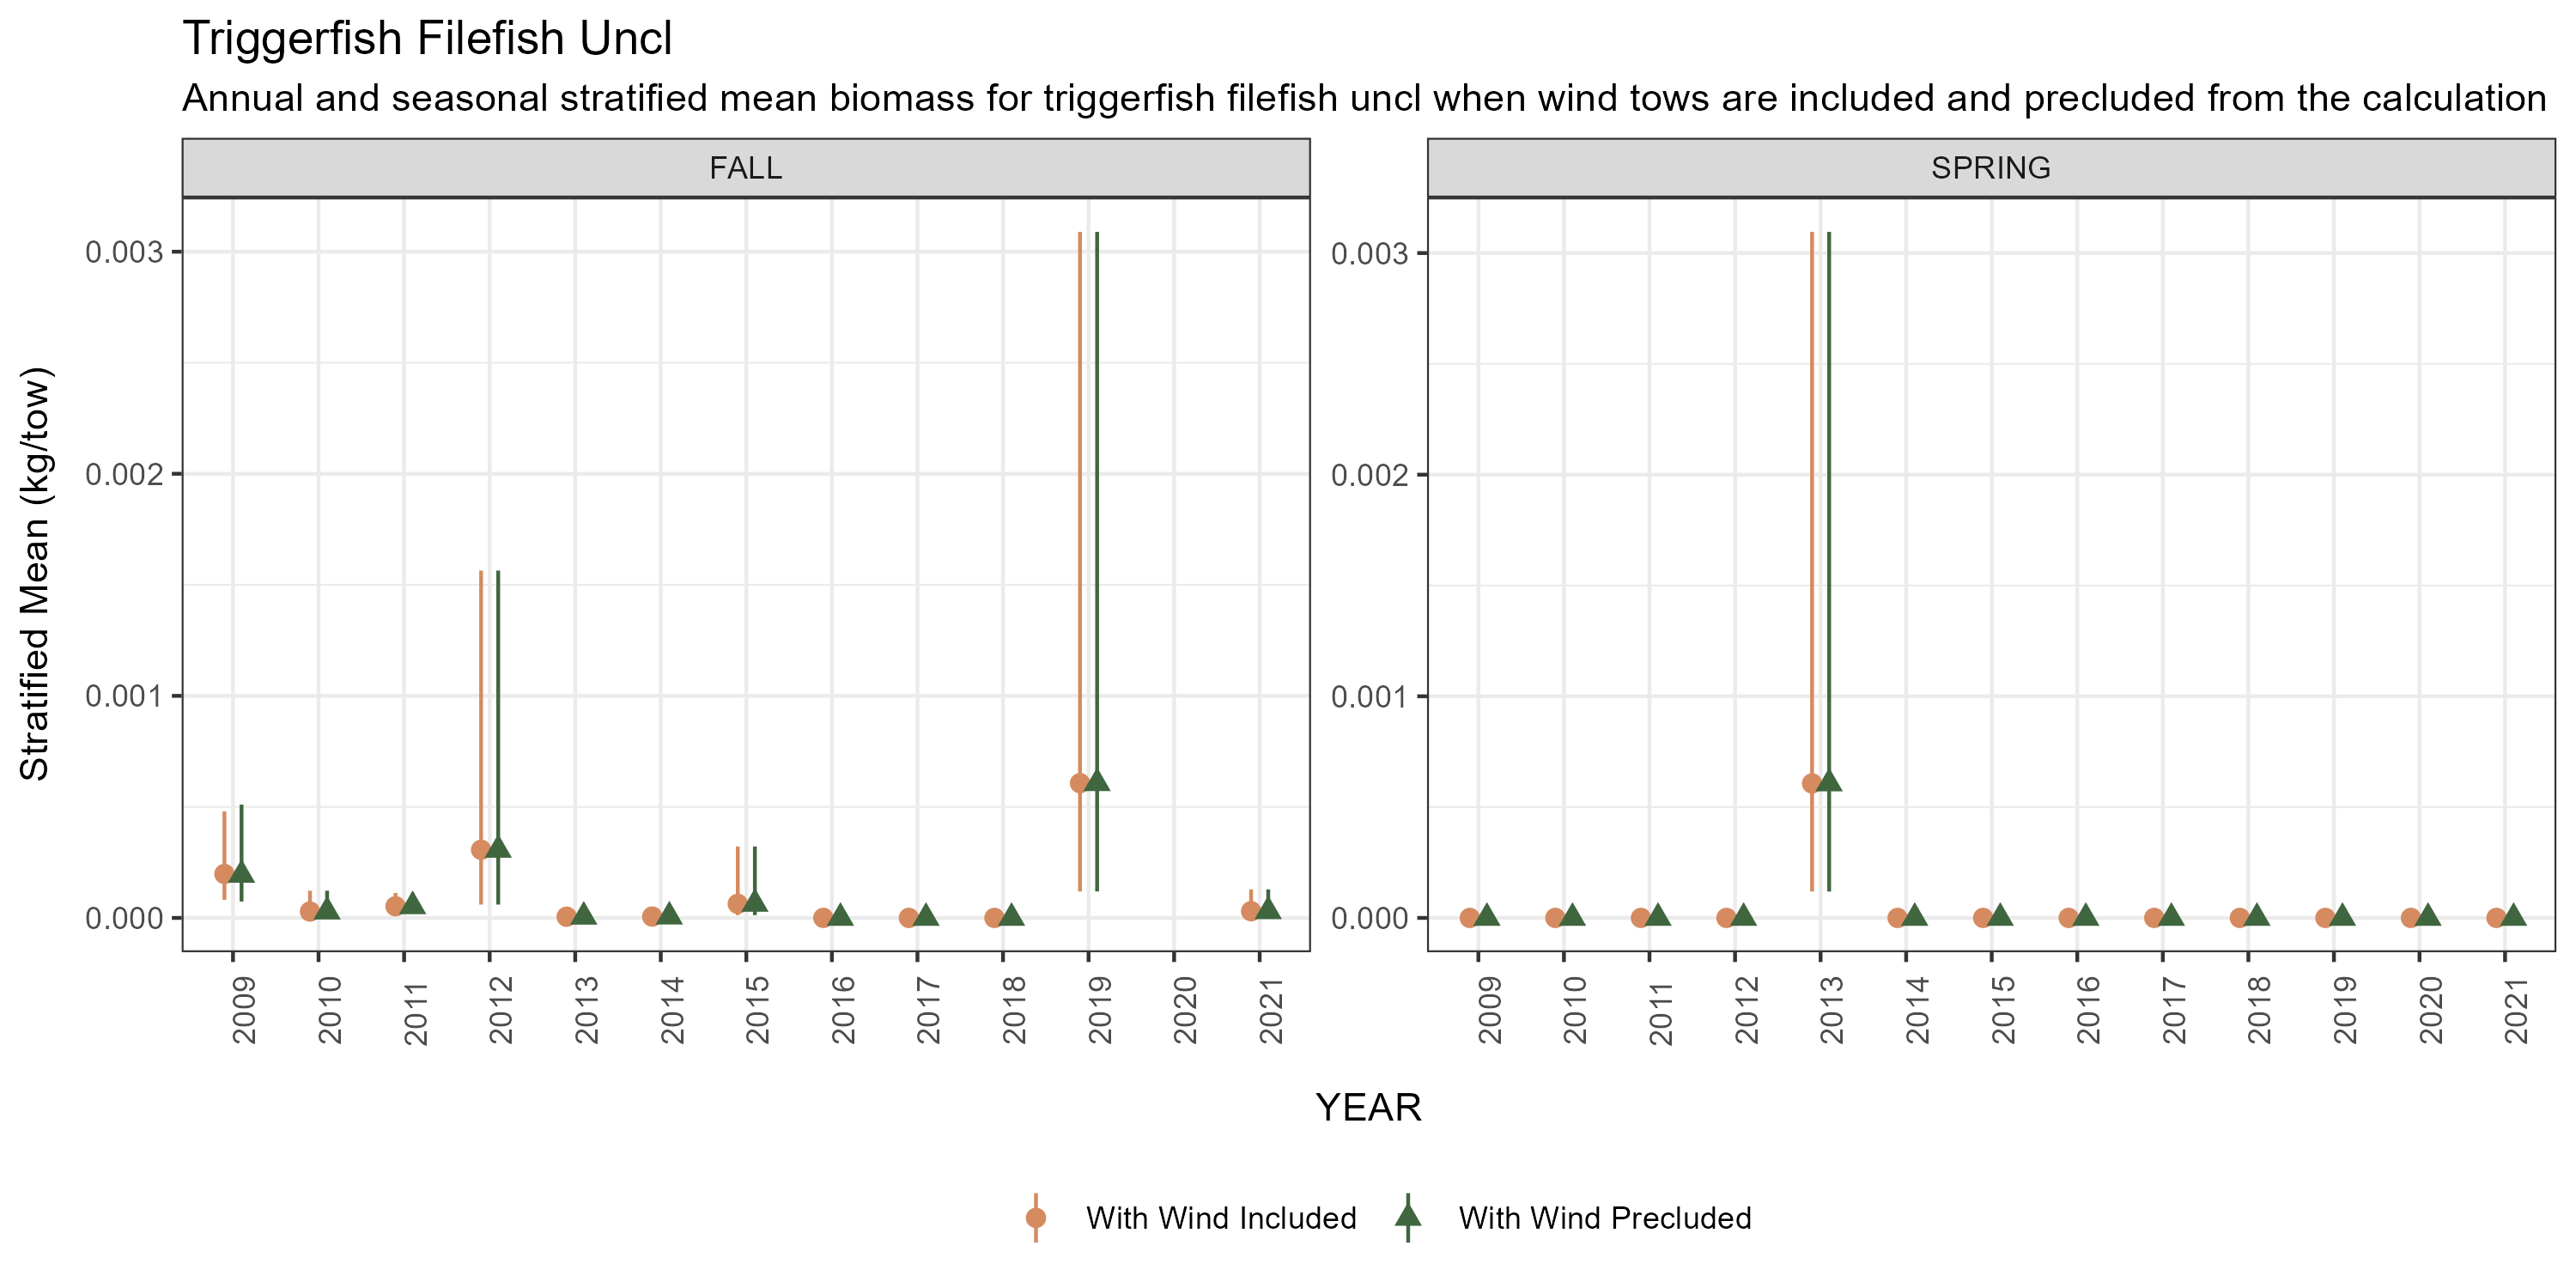 Triggerfish Filefish Uncl
Annual and seasonal stratified mean biomass for triggerfish filefish uncl when wind tows are included and precluded from the calculation
FALL
SPRING
Stratified Mean (kg/tow)
0.003
0.002
0.001
0.000
0.003
0.002
0.001
0.000
2009 2010 2011 2012 2013 2014 2015 2016 2017 2018 2019 2020 2021
2009 2010 2011 2012 2013 2014 2015 2016 2017 2018 2019 2020 2021
YEAR
With Wind Included
With Wind Precluded